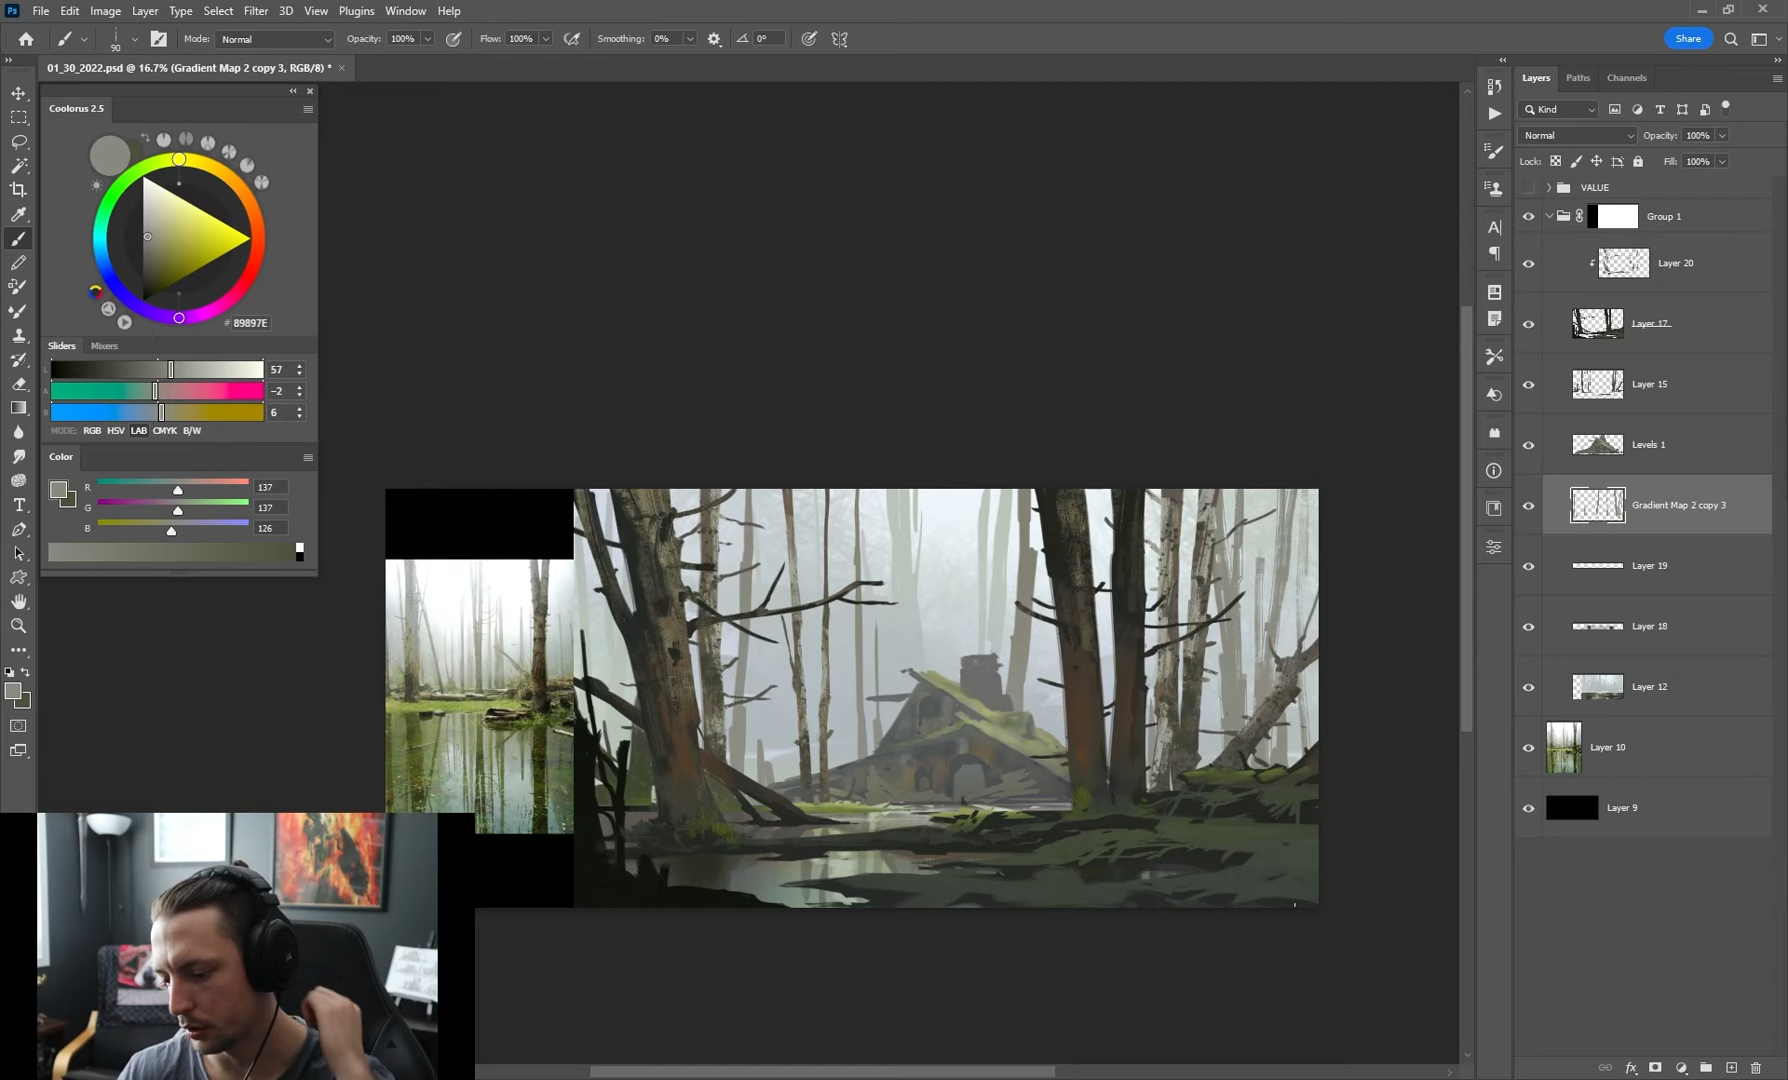 Ps File Edit Image Layer Type Select Filter 3D View Plugins Window Help
90 Mode: Normal Opacity: 100% Flow: 100% Smoothing: 0% 0° Share
01_30_2022.psd @ 16.7% (Gradient Map 2 copy 3, RGB/8) * ×
Coolorus 2.5
# 89897E
Sliders Mixers
L 57
A -2
B 6
MODE: RGB HSV LAB CMYK B/W
Color
R 137
G 137
B 126
Layers Paths Channels
Kind
Normal Opacity: 100%
Lock: Fill: 100%
VALUE
Group 1
Layer 20
Layer 17
Layer 15
Levels 1
Gradient Map 2 copy 3
Layer 19
Layer 18
Layer 12
Layer 10
Layer 9
fx